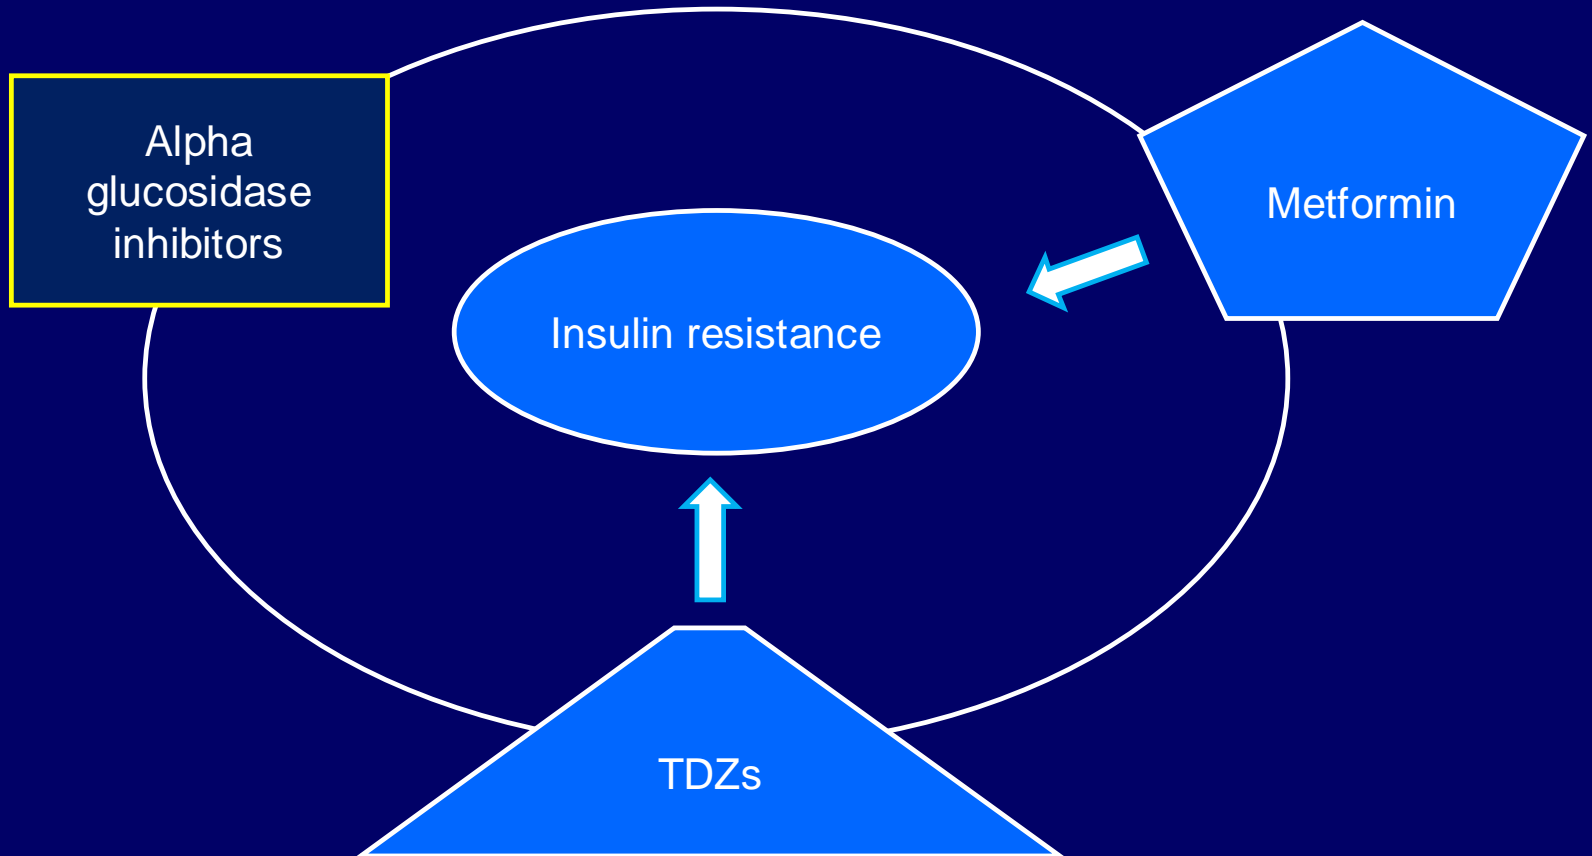 Alpha
glucosidase
inhibitors
Metformin
Insulin resistance
TDZs